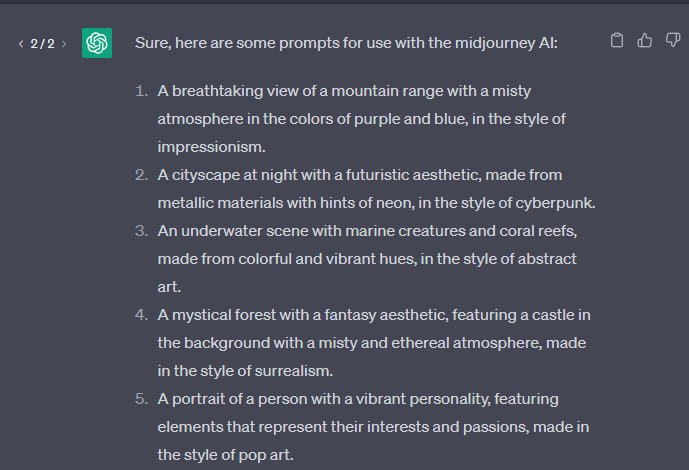 < 2/2 >
Sure, here are some prompts for use with the midjourney AI:
1. A breathtaking view of a mountain range with a misty
atmosphere in the colors of purple and blue, in the style of
impressionism.
2. A cityscape at night with a futuristic aesthetic, made from
metallic materials with hints of neon, in the style of cyberpunk.
3. An underwater scene with marine creatures and coral reefs,
made from colorful and vibrant hues, in the style of abstract
art.
4. A mystical forest with a fantasy aesthetic, featuring a castle in
the background with a misty and ethereal atmosphere, made
in the style of surrealism.
5. A portrait of a person with a vibrant personality, featuring
elements that represent their interests and passions, made in
the style of pop art.